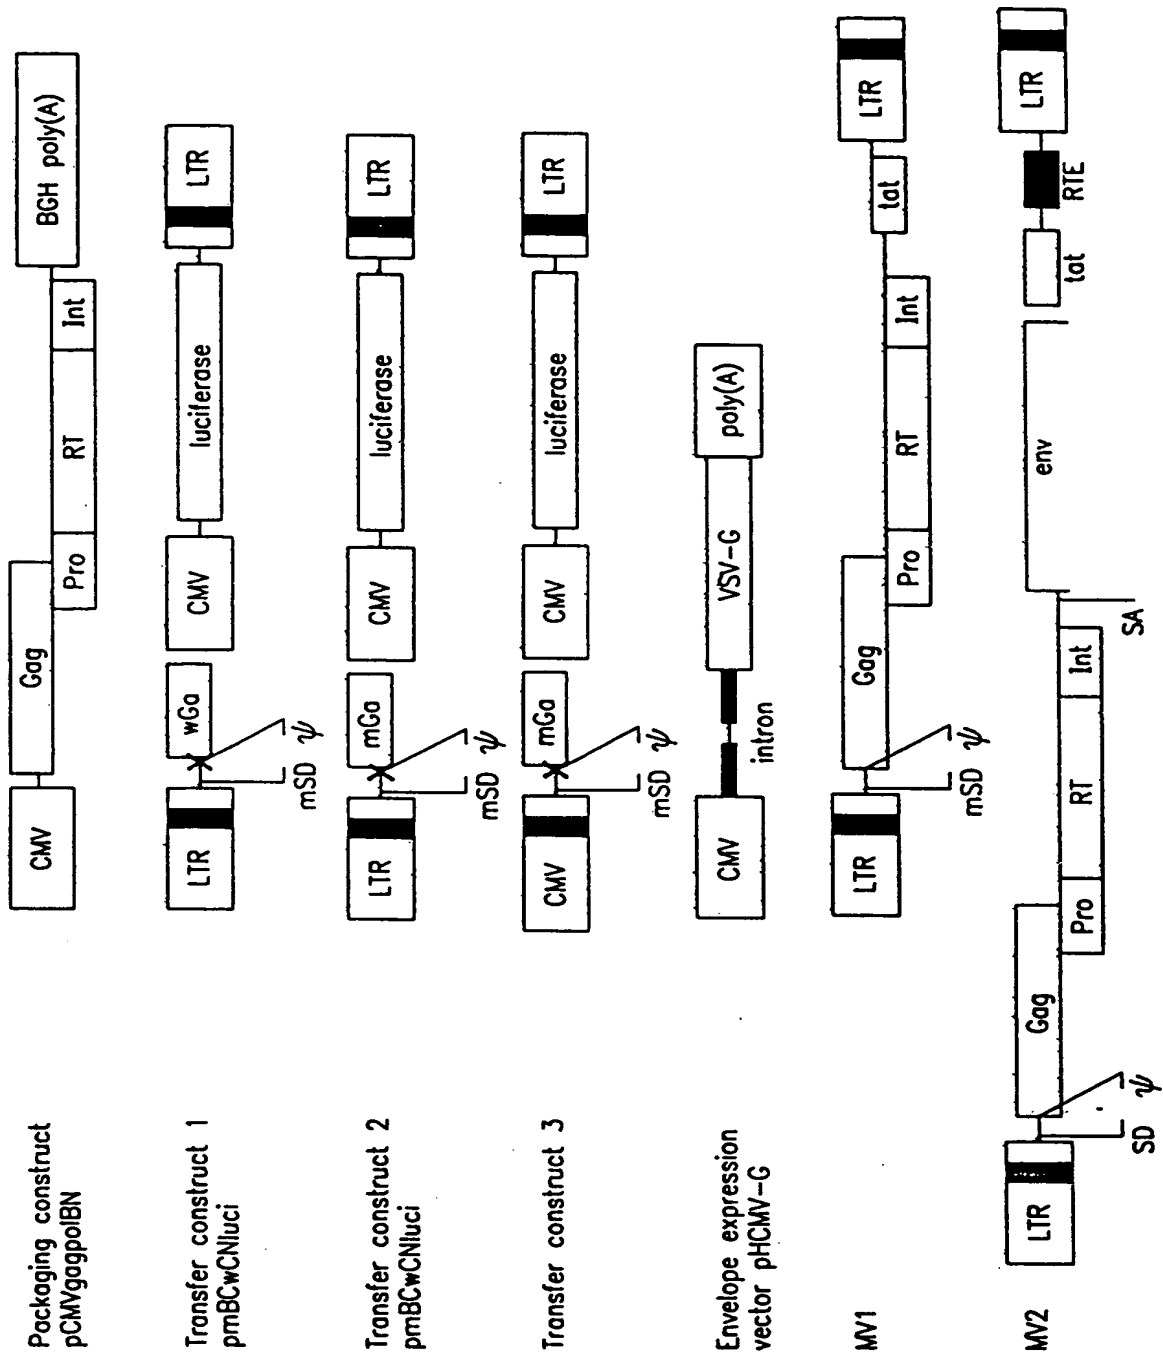 Packaging construct
pCMVgagpolBN
CMV
Gag
Pro
RT
Int
BGH poly(A)
Transfer construct 1
pmBCwCNluci
LTR
mSD
ψ
wGa
CMV
luciferase
LTR
Transfer construct 2
pmBCwCNluci
LTR
mSD
ψ
mGa
CMV
luciferase
LTR
Transfer construct 3
CMV
mSD
ψ
mGa
CMV
luciferase
LTR
Envelope expression
vector pHCMV-G
CMV
intron
VSV-G
poly(A)
MV1
LTR
mSD
ψ
Gag
Pro
RT
Int
tat
LTR
MV2
LTR
SD
ψ
Gag
Pro
RT
Int
SA
env
tat
RTE
LTR